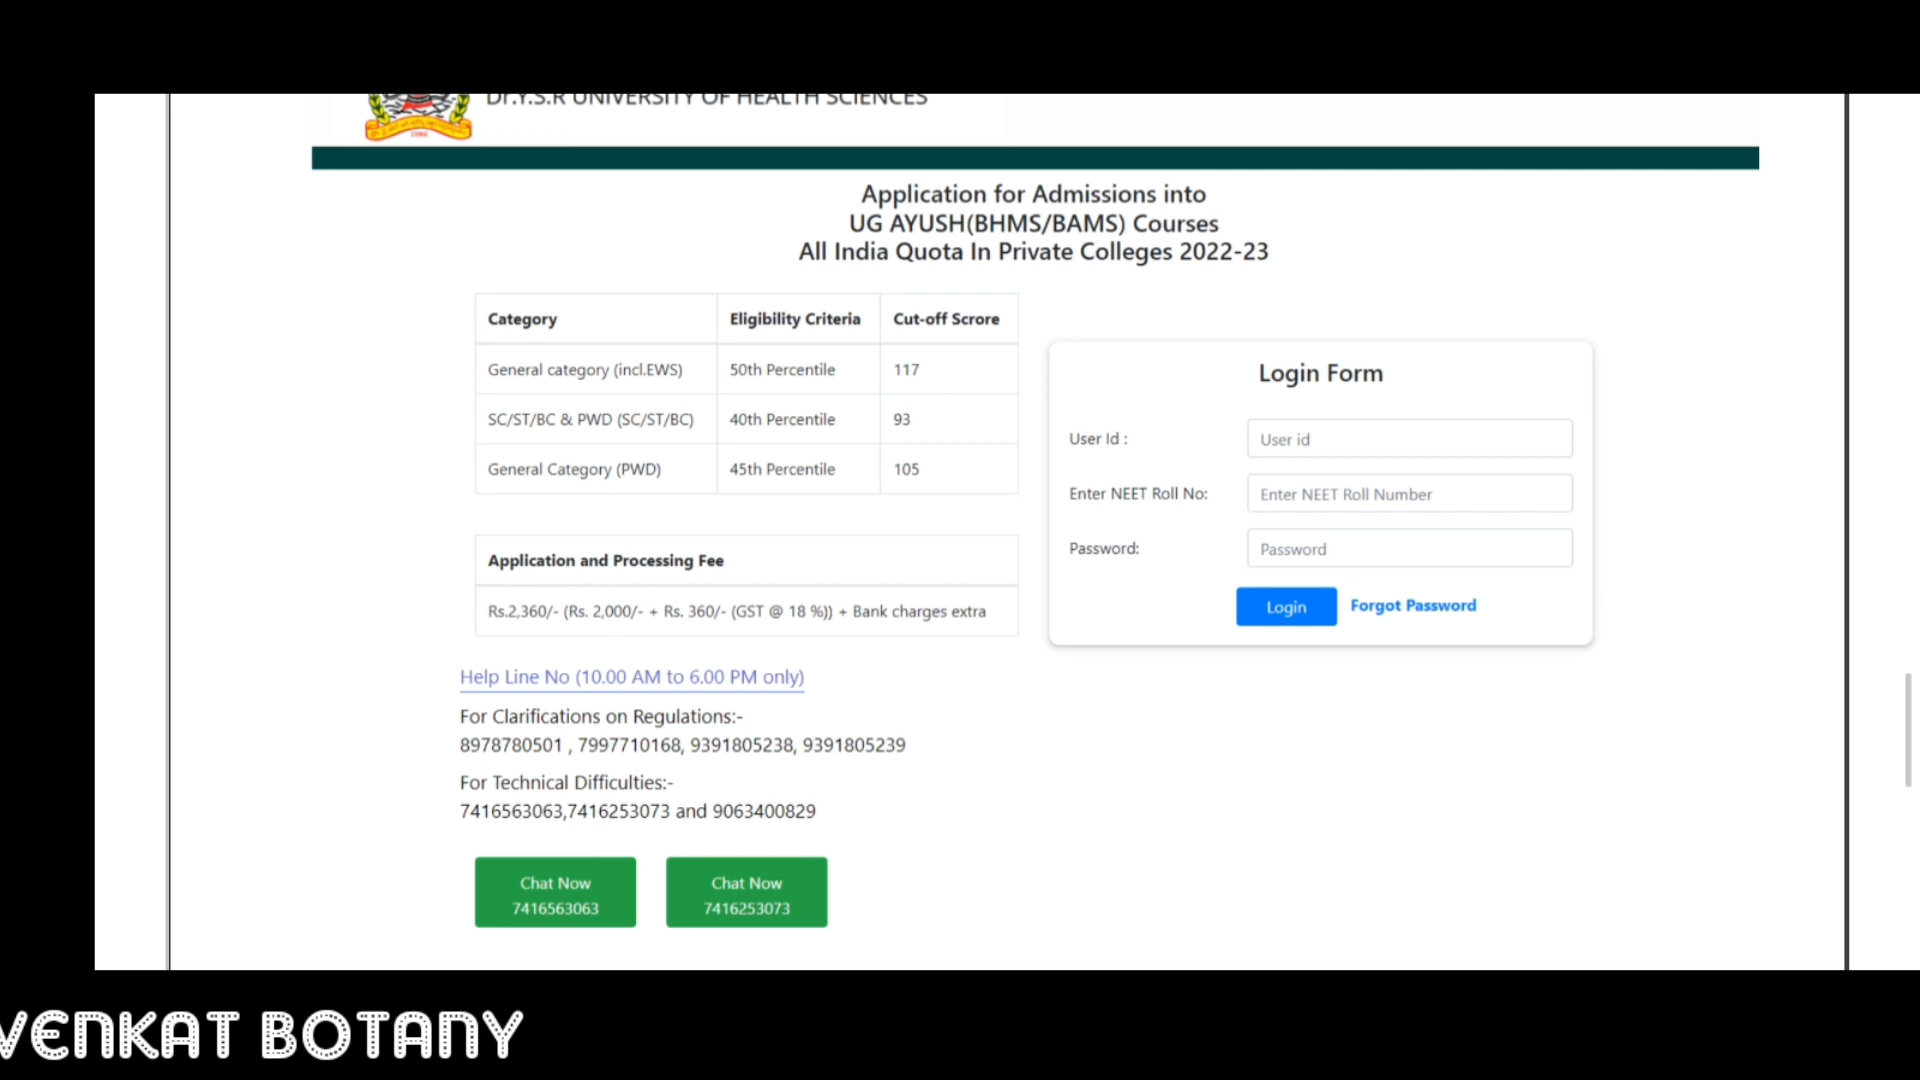 Dr.Y.S.R UNIVERSITY OF HEALTH SCIENCES
1986
Application for Admissions into
UG AYUSH(BHMS/BAMS) Courses
All India Quota In Private Colleges 2022-23
Category Eligibility Criteria Cut-off Scrore
General category (incl.EWS) 50th Percentile 117
SC/ST/BC & PWD (SC/ST/BC) 40th Percentile 93
General Category (PWD) 45th Percentile 105
Application and Processing Fee
Rs.2,360/- (Rs. 2,000/- + Rs. 360/- (GST @ 18 %)) + Bank charges extra
Login Form
User Id : User id
Enter NEET Roll No: Enter NEET Roll Number
Password: Password
Login Forgot Password
Help Line No (10.00 AM to 6.00 PM only)
For Clarifications on Regulations:-
8978780501 , 7997710168, 9391805238, 9391805239
For Technical Difficulties:-
7416563063,7416253073 and 9063400829
Chat Now
7416563063
Chat Now
7416253073
VENKAT BOTANY